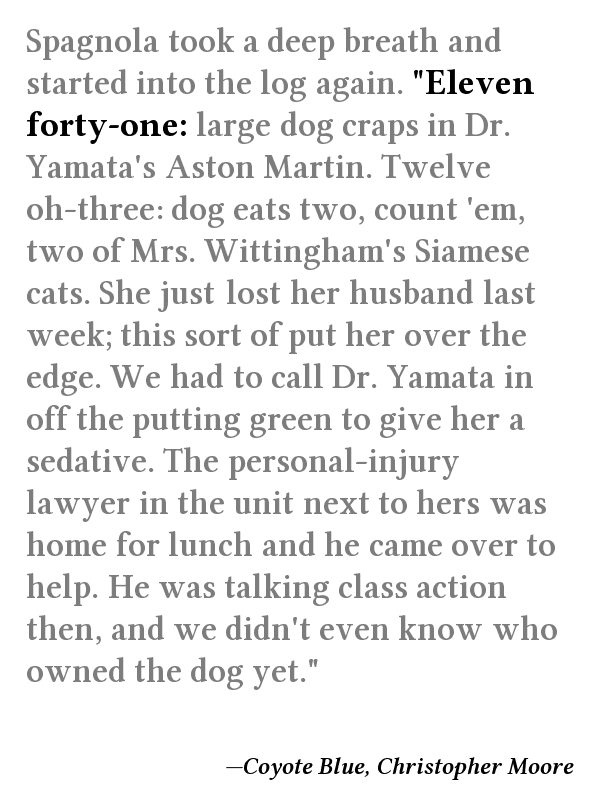 Spagnola took a deep breath and
started into the log again. "Eleven
forty-one: large dog craps in Dr.
Yamata's Aston Martin. Twelve
oh-three: dog eats two, count 'em,
two of Mrs. Wittingham's Siamese
cats. She just lost her husband last
week; this sort of put her over the
edge. We had to call Dr. Yamata in
off the putting green to give her a
sedative. The personal-injury
lawyer in the unit next to hers was
home for lunch and he came over to
help. He was talking class action
then, and we didn't even know who
owned the dog yet."
—Coyote Blue, Christopher Moore